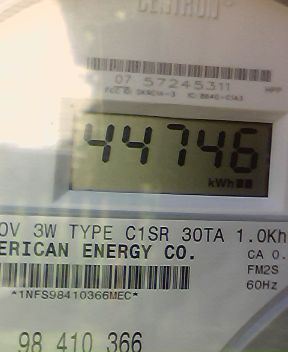 CENTRON®
07 57245311
HPP
44746
kWh
0V 3W TYPE C1SR 30TA 1.0Kh
ERICAN ENERGY CO.
CA 0.
FM2S
*1NFS98410366MEC*
60Hz
98 410 366